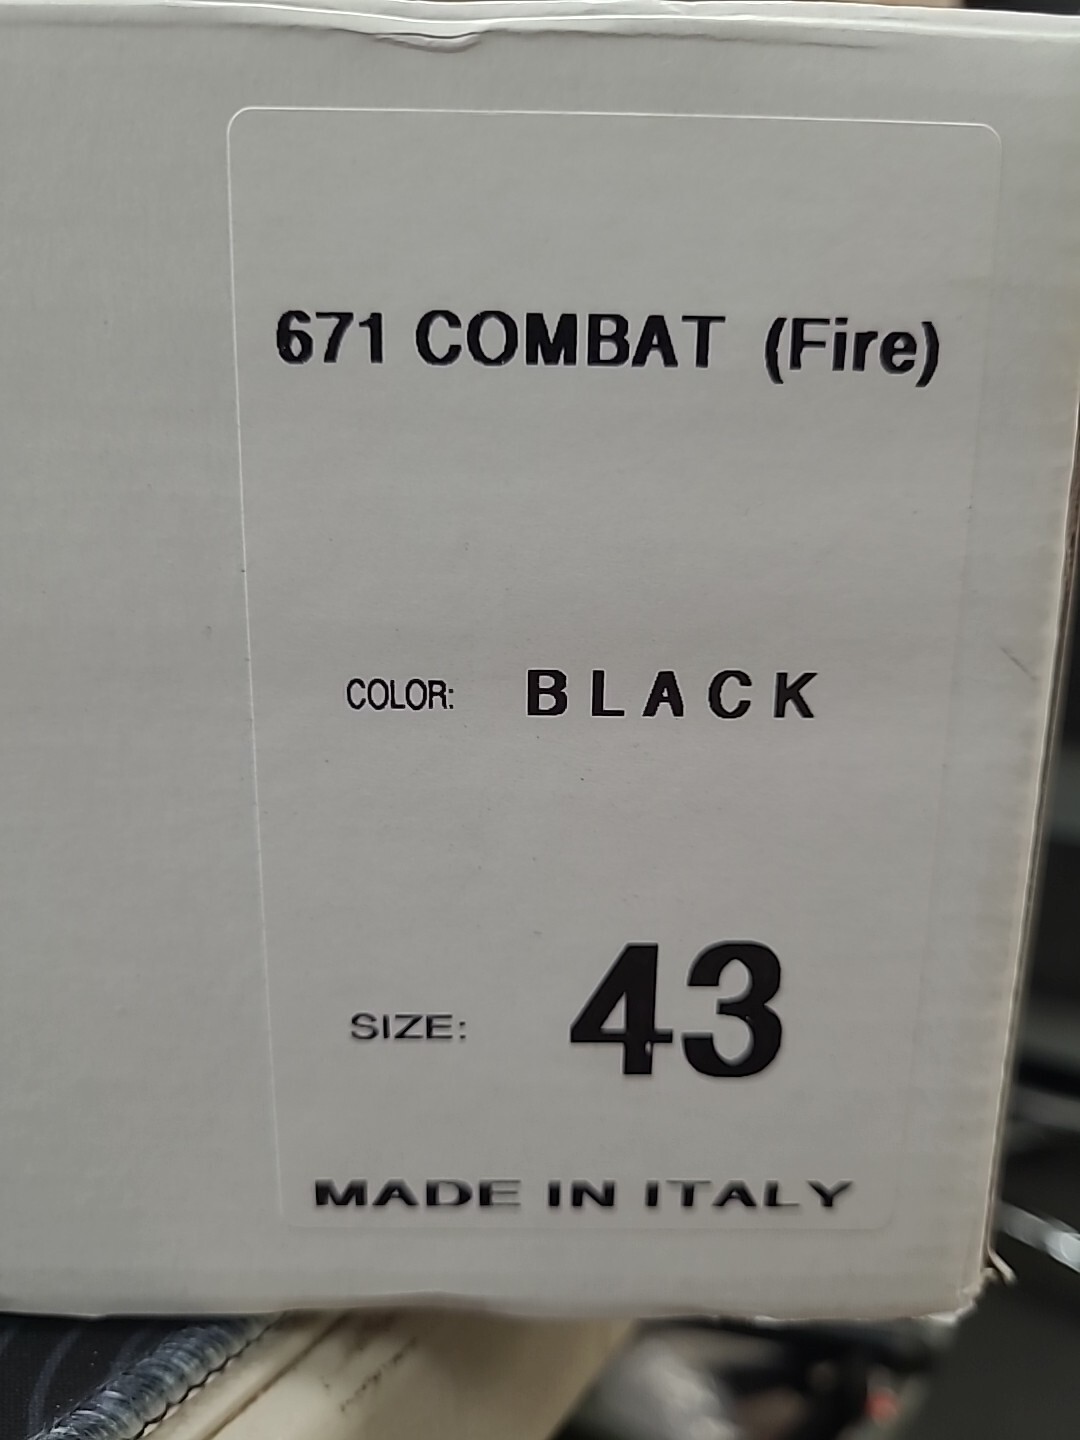 671 COMBAT (Fire)
COLOR: BLACK
SIZE: 43
MADE IN ITALY